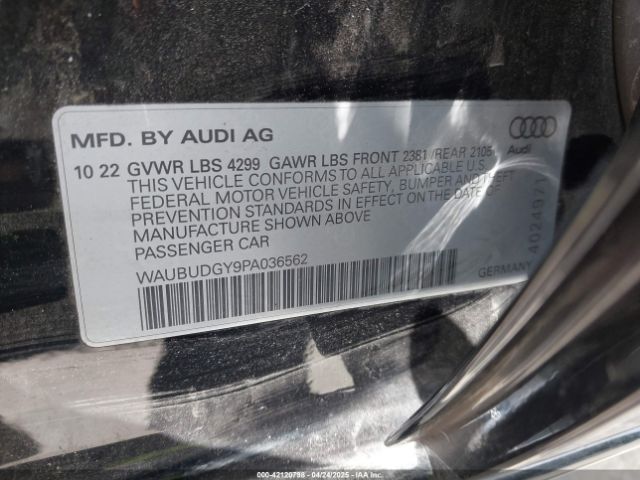 MFD. BY AUDI AG
10 22 GVWR LBS 4299 GAWR LBS FRONT 2381 / REAR 2105
THIS VEHICLE CONFORMS TO ALL APPLICABLE U.S.
FEDERAL MOTOR VEHICLE SAFETY, BUMPER AND THEFT
PREVENTION STANDARDS IN EFFECT ON THE DATE OF
MANUFACTURE SHOWN ABOVE
PASSENGER CAR
WAUBUDGY9PA036562
Audi
GERMANY
4024971
000-42120798 - 04/24/2025 - IAAI.COM